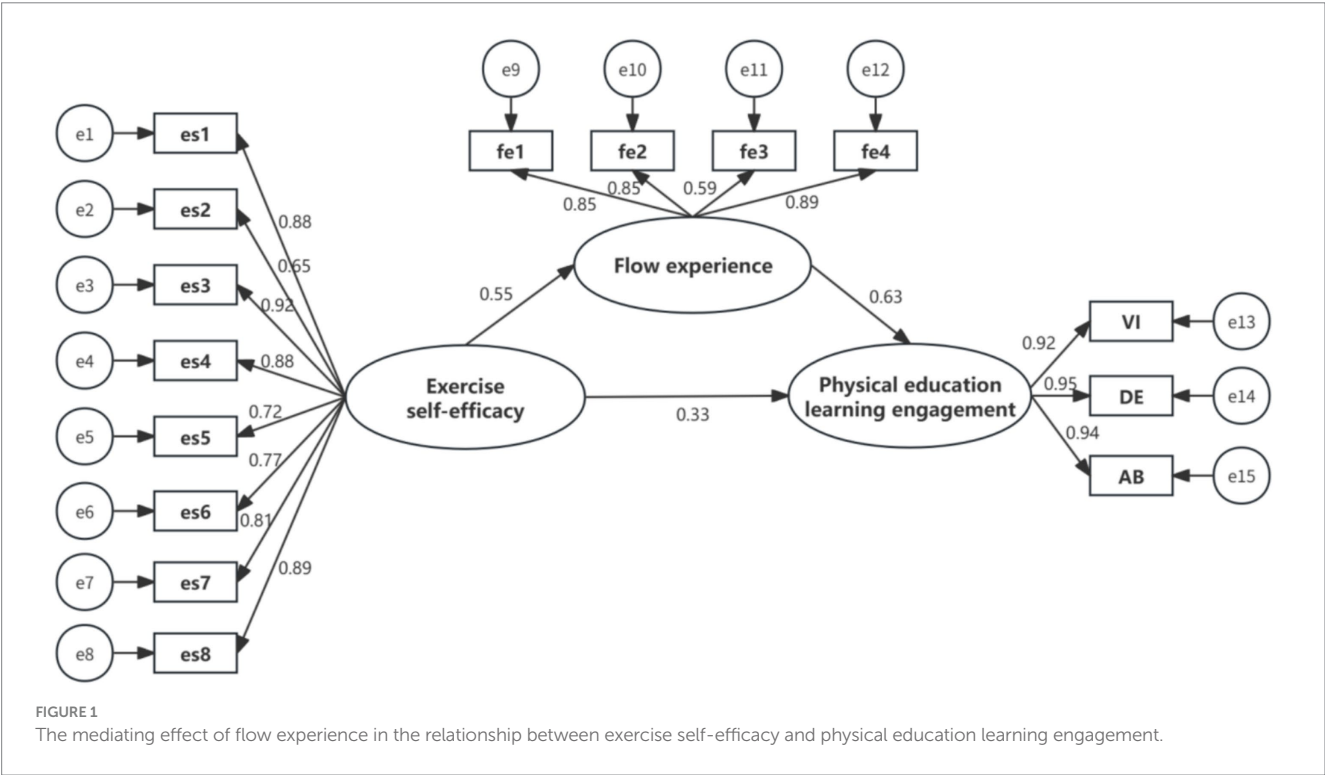 e9
e10
e11
e12
fe1
fe2
fe3
fe4
0.85
0.85
0.59
0.89
e1
es1
e2
es2
e3
es3
e4
es4
e5
es5
e6
es6
e7
es7
e8
es8
0.88
0.65
0.92
0.88
0.72
0.77
0.81
0.89
Flow experience
0.55
0.63
Exercise
self-efficacy
0.33
Physical education
learning engagement
0.92
0.95
0.94
VI
e13
DE
e14
AB
e15
FIGURE 1
The mediating effect of flow experience in the relationship between exercise self-efficacy and physical education learning engagement.